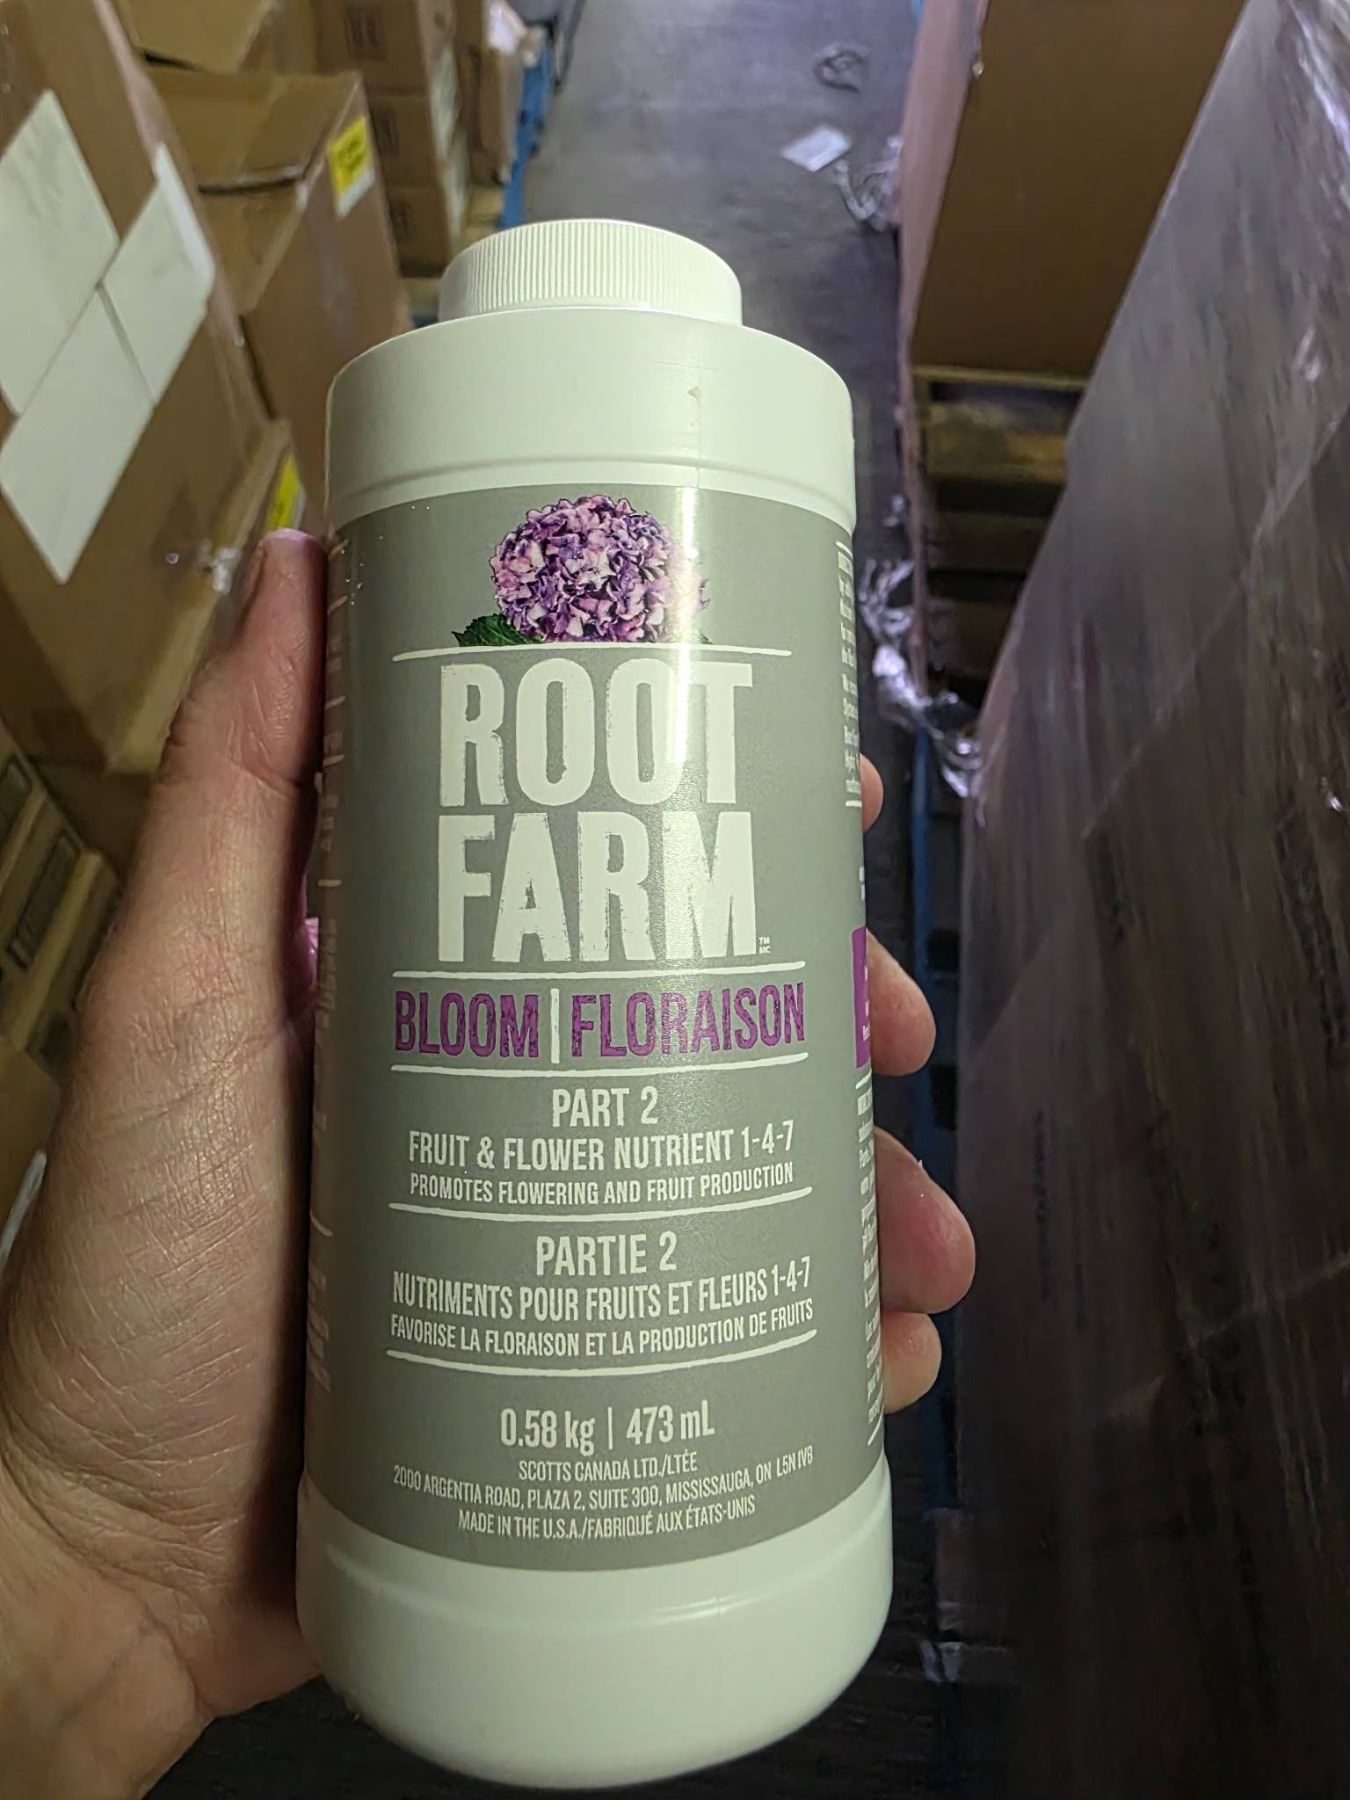 ROOT
FARM
TM
MC
BLOOM | FLORAISON
PART 2
FRUIT & FLOWER NUTRIENT 1-4-7
PROMOTES FLOWERING AND FRUIT PRODUCTION
PARTIE 2
NUTRIMENTS POUR FRUITS ET FLEURS 1-4-7
FAVORISE LA FLORAISON ET LA PRODUCTION DE FRUITS
0.58 kg | 473 mL
SCOTTS CANADA LTD./LTÉE
2000 ARGENTIA ROAD, PLAZA 2, SUITE 300, MISSISSAUGA, ON L5N 1V8
MADE IN THE U.S.A./FABRIQUÉ AUX ÉTATS-UNIS